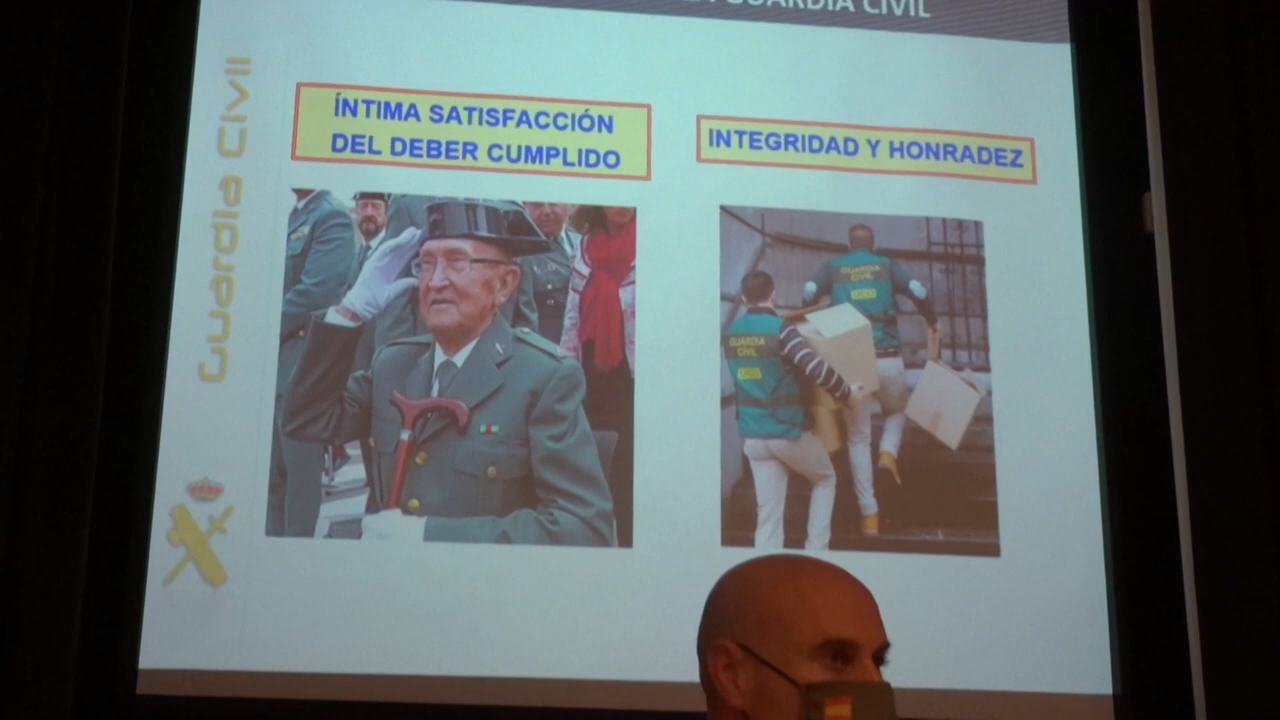 GUARDIA CIVIL
Guardia Civil
ÍNTIMA SATISFACCIÓN
DEL DEBER CUMPLIDO
INTEGRIDAD Y HONRADEZ
GUARDIA
CIVIL
GUARDIA
CIVIL